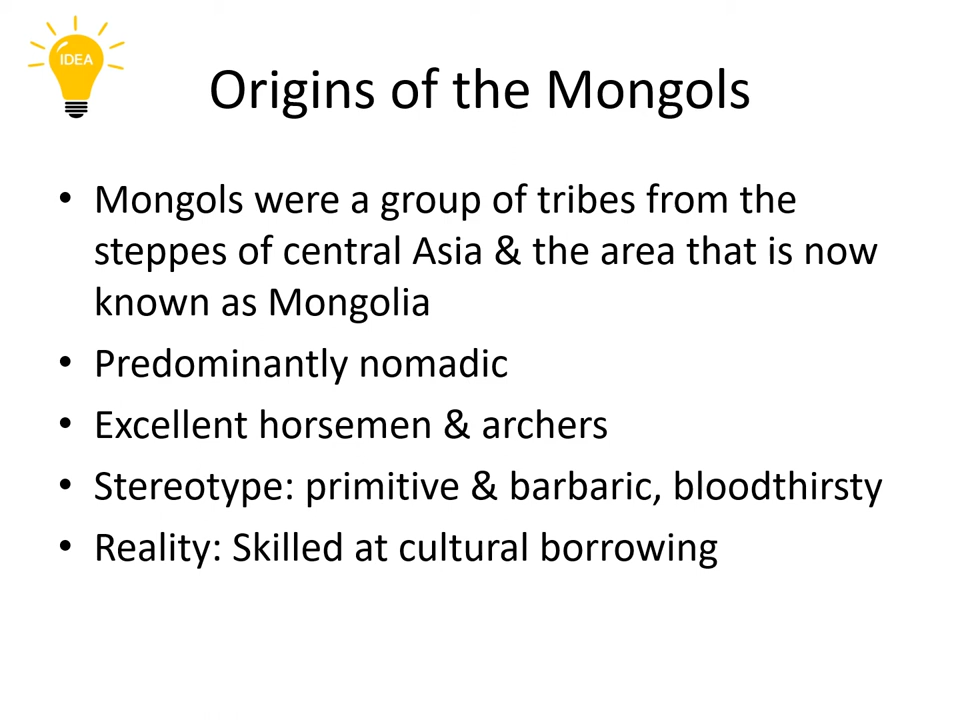 IDEA
Origins of the Mongols
• Mongols were a group of tribes from the
steppes of central Asia & the area that is now
known as Mongolia
• Predominantly nomadic
• Excellent horsemen & archers
• Stereotype: primitive & barbaric, bloodthirsty
• Reality: Skilled at cultural borrowing